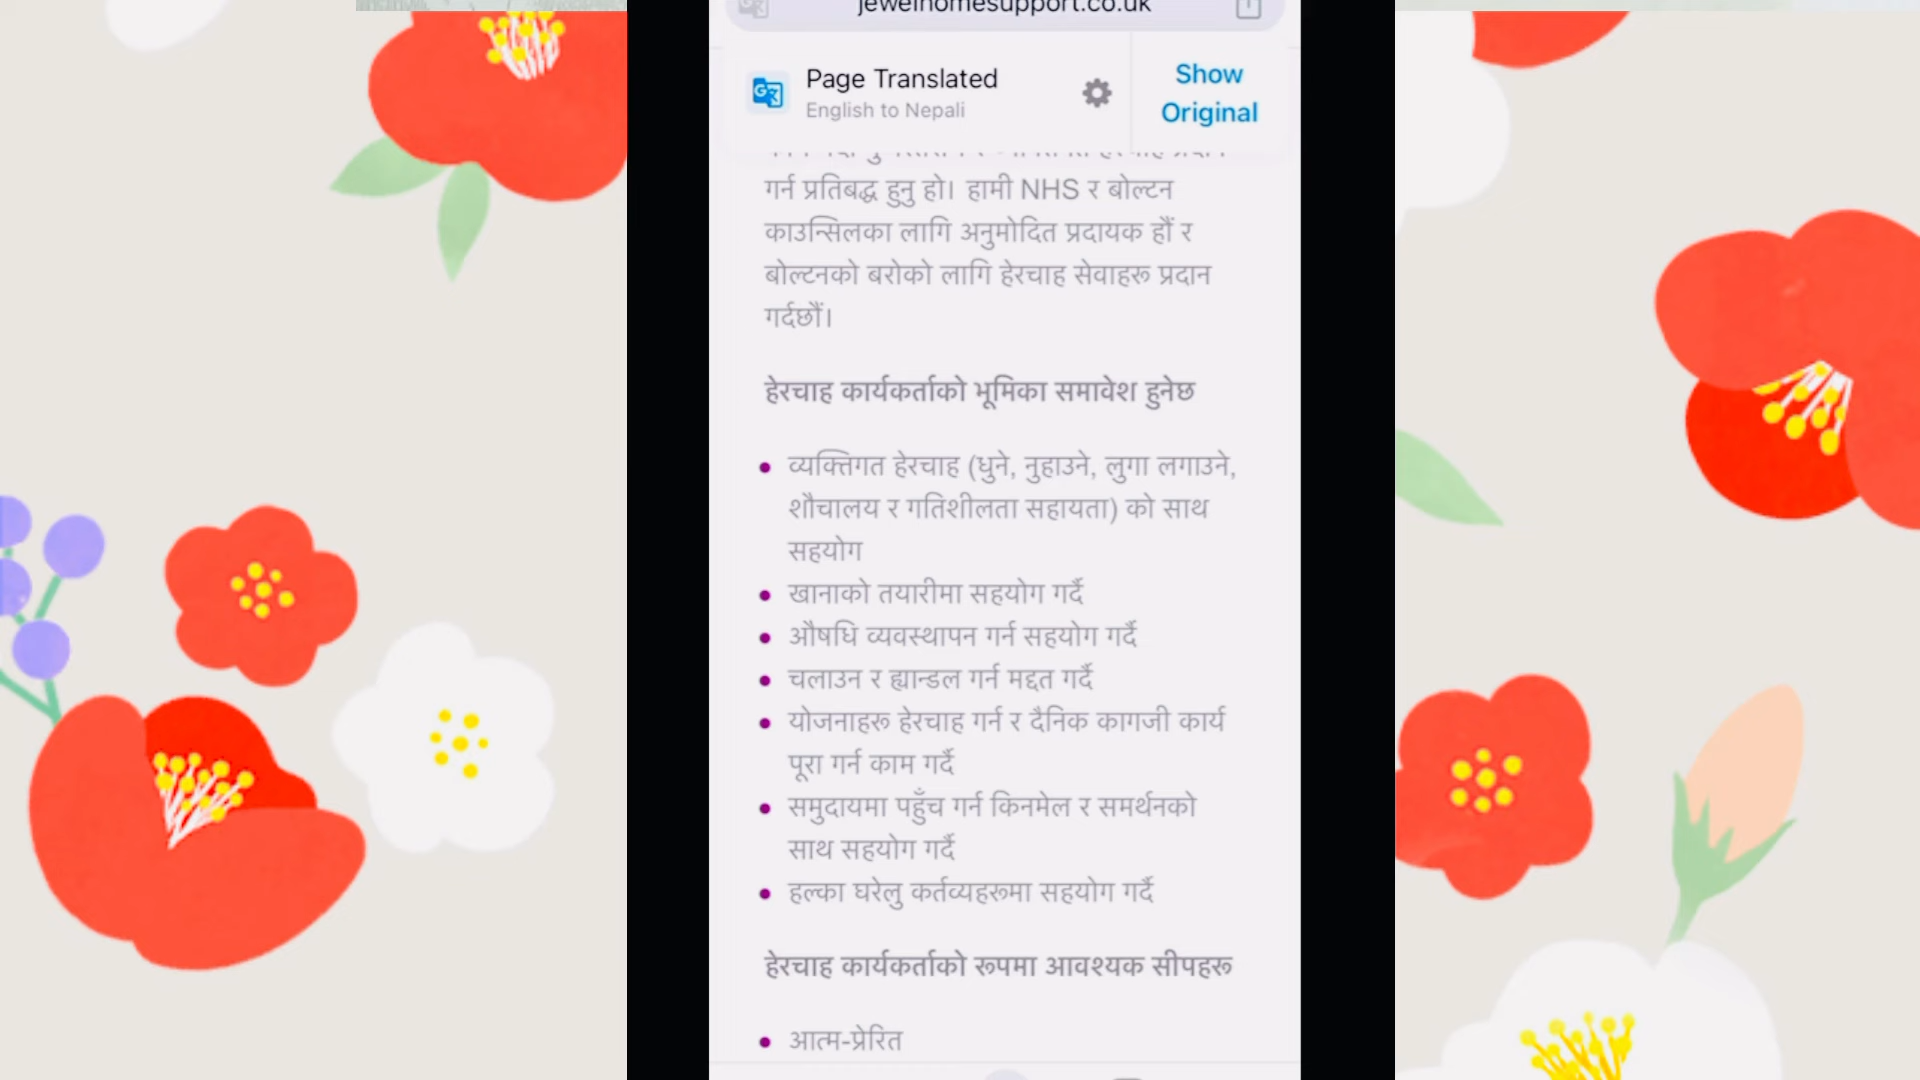 jewelhomesupport.co.uk
Page Translated
English to Nepali
Show
Original
गर्न प्रतिबद्ध हुनु हो। हामी NHS र बोल्टन
काउन्सिलका लागि अनुमोदित प्रदायक हौं र
बोल्टनको बरोको लागि हेरचाह सेवाहरू प्रदान
गर्दछौं।
हेरचाह कार्यकर्ताको भूमिका समावेश हुनेछ
व्यक्तिगत हेरचाह (धुने, नुहाउने, लुगा लगाउने,
शौचालय र गतिशीलता सहायता) को साथ
सहयोग
खानाको तयारीमा सहयोग गर्दै
औषधि व्यवस्थापन गर्न सहयोग गर्दै
चलाउन र ह्यान्डल गर्न मद्दत गर्दै
योजनाहरू हेरचाह गर्न र दैनिक कागजी कार्य
पूरा गर्न काम गर्दै
समुदायमा पहुँच गर्न किनमेल र समर्थनको
साथ सहयोग गर्दै
हल्का घरेलु कर्तव्यहरूमा सहयोग गर्दै
हेरचाह कार्यकर्ताको रूपमा आवश्यक सीपहरू
आत्म-प्रेरित